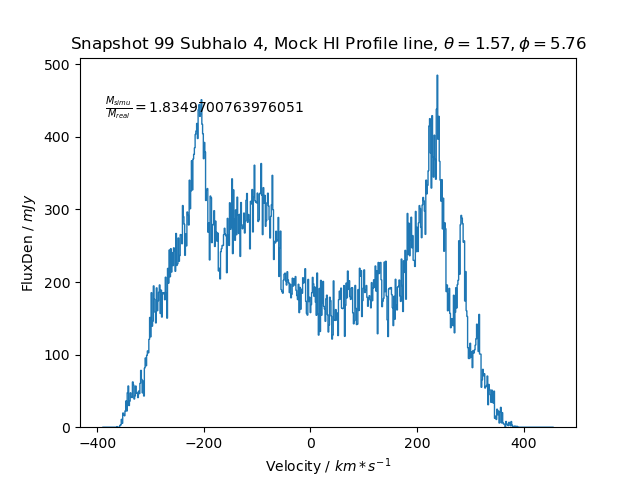 Snapshot 99 Subhalo 4, Mock HI Profile line, θ = 1.57, ϕ = 5.76
500
400
300
200
100
0
FluxDen / mJy
M_simu/M_real = 1.8349700763976051
−400 −200 0 200 400
Velocity / km * s⁻¹